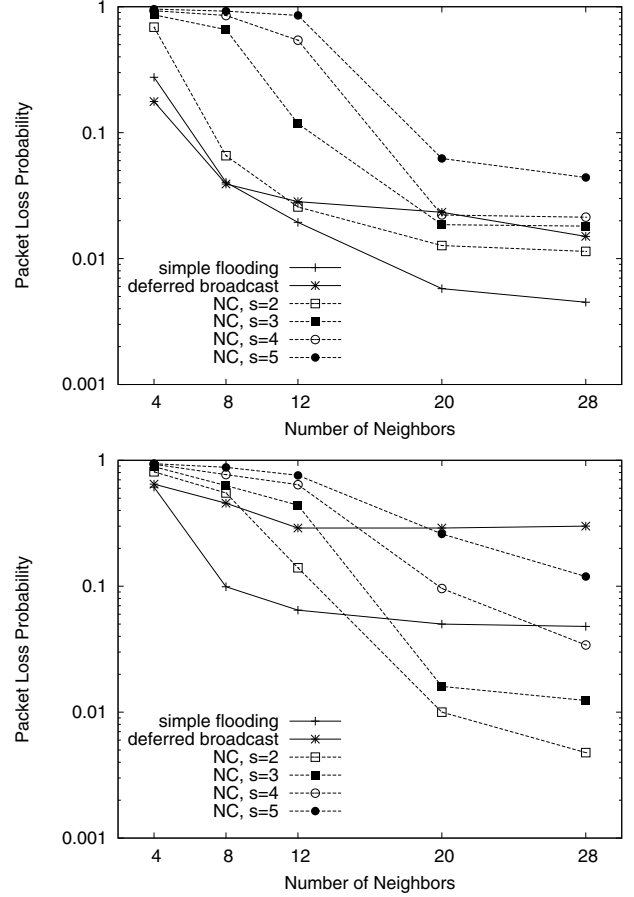 1
0.1
0.01
0.001
Packet Loss Probability
simple flooding
deferred broadcast
NC, s=2
NC, s=3
NC, s=4
NC, s=5
4 8 12 20 28
Number of Neighbors
1
0.1
0.01
0.001
Packet Loss Probability
simple flooding
deferred broadcast
NC, s=2
NC, s=3
NC, s=4
NC, s=5
4 8 12 20 28
Number of Neighbors